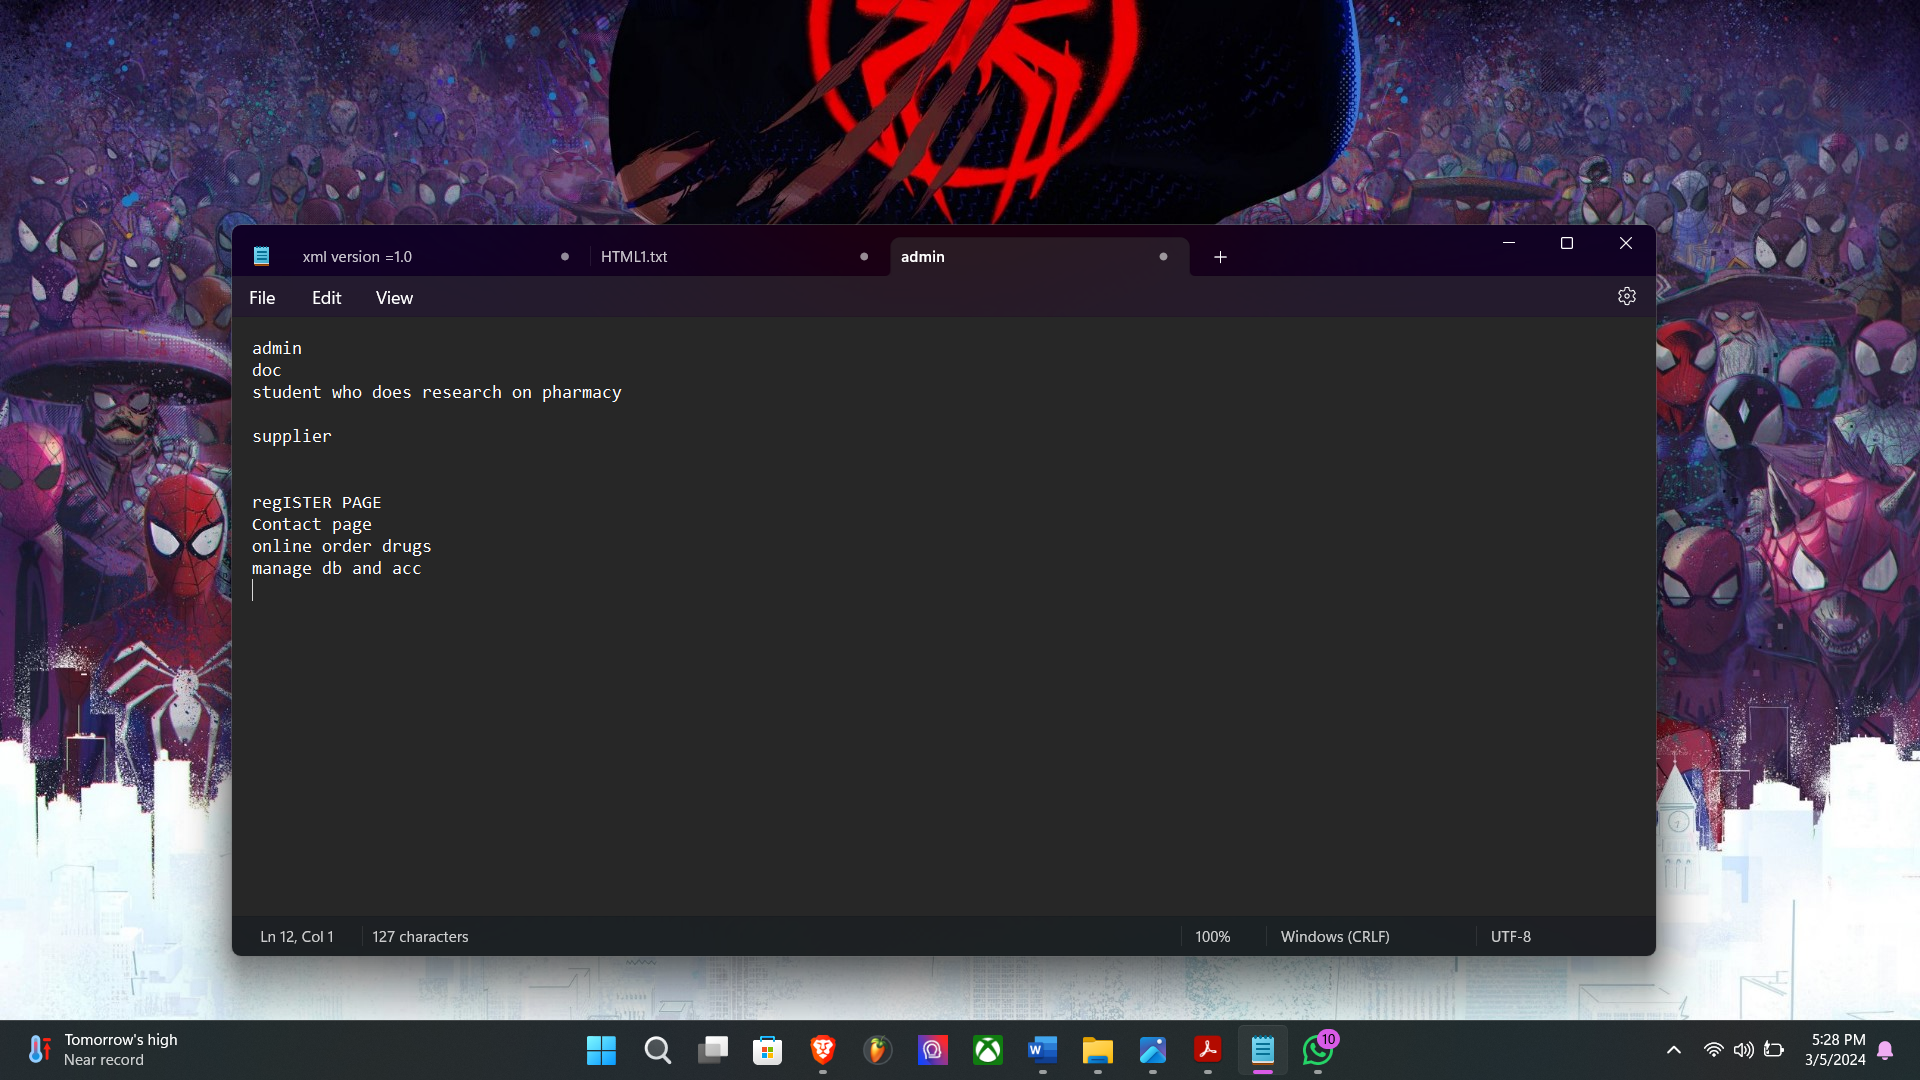 xml version =1.0
HTML1.txt
admin
File
Edit
View
admin
doc
student who does research on pharmacy
supplier
regISTER PAGE
Contact page
online order drugs
manage db and acc
Ln 12, Col 1
127 characters
100%
Windows (CRLF)
UTF-8
Tomorrow's high
Near record
W
10
5:28 PM
3/5/2024